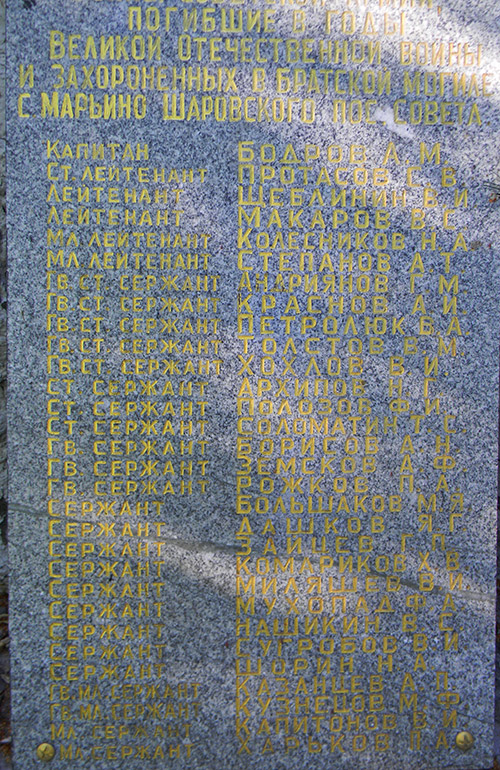 ПОГИБШИЕ В ГОДЫ
ВЕЛИКОЙ ОТЕЧЕСТВЕННОЙ ВОЙНЫ
И ЗАХОРОНЕННЫХ В БРАТСКОЙ МОГИЛЕ
С МАРЬИНО ШАРОВСКОГО ПОС СОВЕТА
КАПИТАН БОДРОВ А.М.
СТ. ЛЕЙТЕНАНТ ПРОТАСОВ С.В.
ЛЕЙТЕНАНТ ЩЕБЛИНИН В.И.
ЛЕЙТЕНАНТ МАКАРОВ В.С.
МЛ. ЛЕЙТЕНАНТ КОЛЕСНИКОВ Н.А.
МЛ. ЛЕЙТЕНАНТ СТЕПАНОВ А.Т.
ГВ. СТ. СЕРЖАНТ АНДРИЯНОВ Г.М.
ГВ. СТ. СЕРЖАНТ КРАСНОВ А.И.
ГВ. СТ. СЕРЖАНТ ПЕТРОЛЮК Б.А.
ГВ. СТ. СЕРЖАНТ ТОЛСТОВ В.М.
ГВ. СТ. СЕРЖАНТ ХОХЛОВ В.И.
СТ. СЕРЖАНТ АРХИПОВ Н.Г.
СТ. СЕРЖАНТ ПОЛОЗОВ Ф.И.
СТ. СЕРЖАНТ СОЛОМАТИН Т.С.
ГВ. СЕРЖАНТ БОРИСОВ А.Н.
ГВ. СЕРЖАНТ ЗЕМСКОВ А.Ф.
ГВ. СЕРЖАНТ РОЖКОВ П.А.
СЕРЖАНТ БОЛЬШАКОВ М.Я.
СЕРЖАНТ ДАШКОВ Я.Г.
СЕРЖАНТ ЗАЙЦЕВ Г.П.
СЕРЖАНТ КОМАРИКОВ Х.В.
СЕРЖАНТ МИЛЯШЕВ В.И.
СЕРЖАНТ МУХОПАД Ф.А.
СЕРЖАНТ НАШИКИН В.С.
СЕРЖАНТ СУГРОБОВ В.И.
СЕРЖАНТ ШОРИН Н.А.
ГВ. МЛ. СЕРЖАНТ КАЗАНЦЕВ А.П.
ГВ. МЛ. СЕРЖАНТ КУЗНЕЦОВ М.Ф.
МЛ. СЕРЖАНТ КАПИТОНОВ В.И.
МЛ. СЕРЖАНТ ХАРЬКОВ П.А.